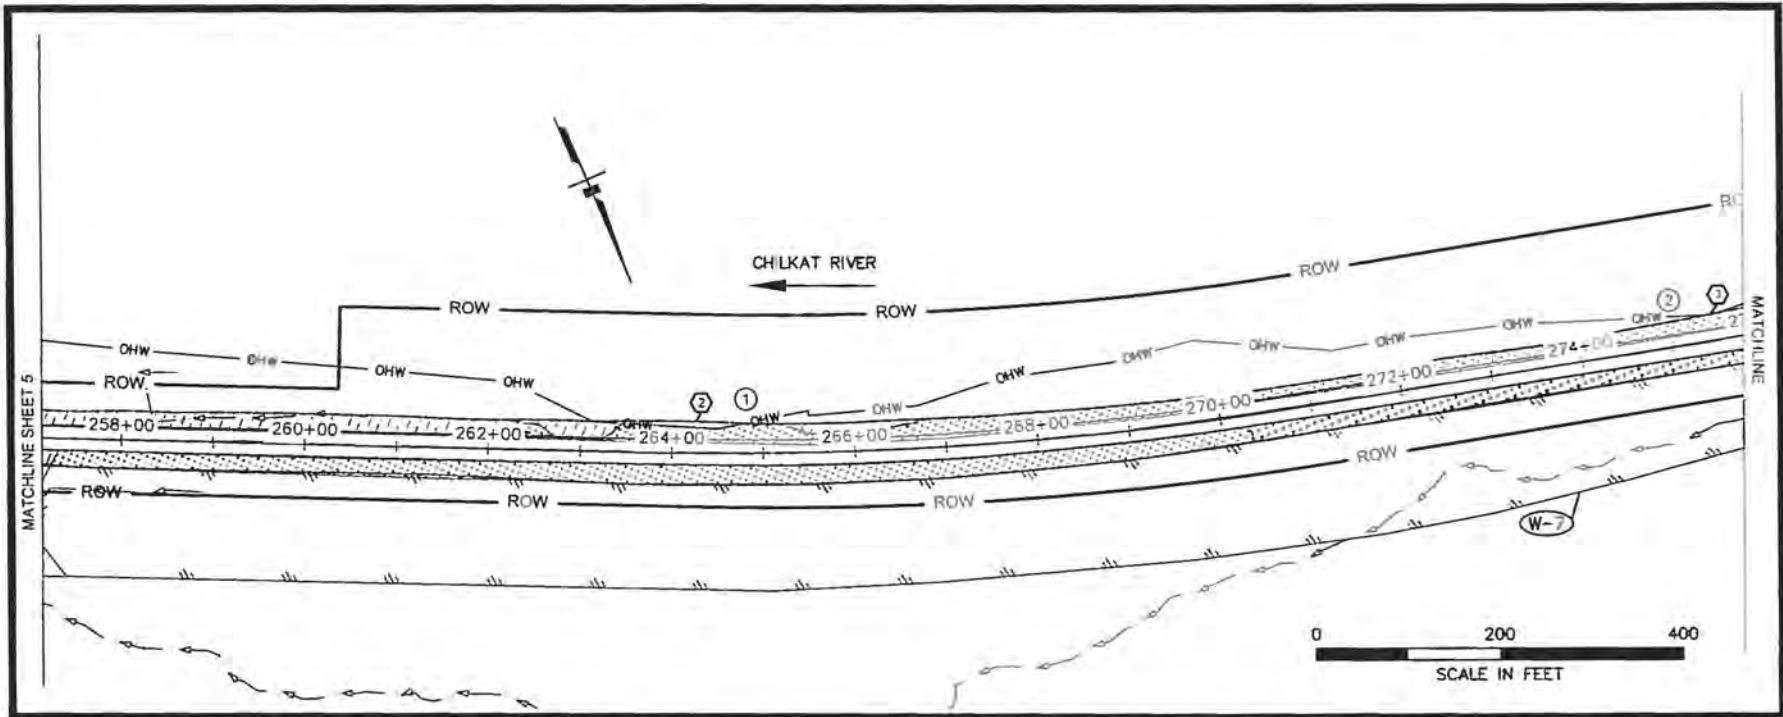 CHILKAT RIVER
ROW
ROW
ROW
OHW
OHW
OHW
OHW
ROW
OHW
OHW
OHW
OHW
OHW
OHW
OHW
OHW
OHW
2
1
2
3
258+00
260+00
262+00
264+00
266+00
268+00
270+00
272+00
274+00
ROW
ROW
ROW
ROW
W-7
MATCHLINE SHEET 5
MATCHLINE
0
200
400
SCALE IN FEET